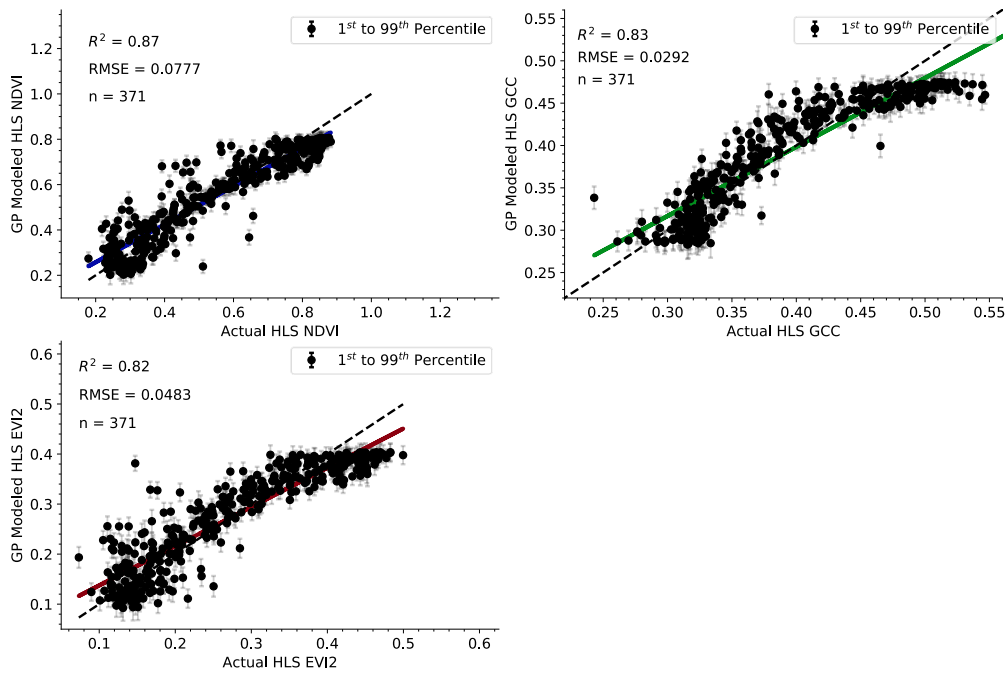 1st to 99th Percentile
R² = 0.87
RMSE = 0.0777
n = 371
GP Modeled HLS NDVI
1.2
1.0
0.8
0.6
0.4
0.2
0.2 0.4 0.6 0.8 1.0 1.2
Actual HLS NDVI
1st to 99th Percentile
R² = 0.83
RMSE = 0.0292
n = 371
GP Modeled HLS GCC
0.55
0.50
0.45
0.40
0.35
0.30
0.25
0.25 0.30 0.35 0.40 0.45 0.50 0.55
Actual HLS GCC
1st to 99th Percentile
R² = 0.82
RMSE = 0.0483
n = 371
GP Modeled HLS EVI2
0.6
0.5
0.4
0.3
0.2
0.1
0.1 0.2 0.3 0.4 0.5 0.6
Actual HLS EVI2